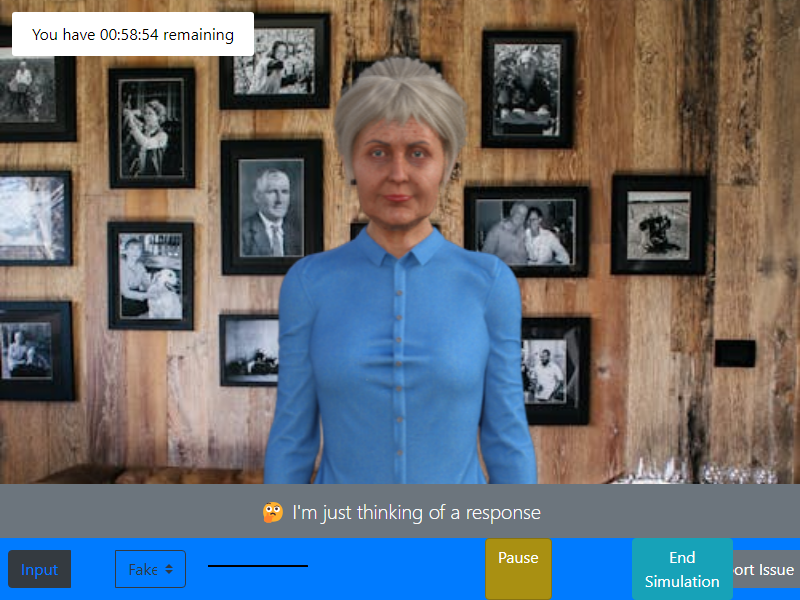 You have 00:58:54 remaining
🤔 I'm just thinking of a response
Input
Fake
Pause
End
Simulation
ort Issue